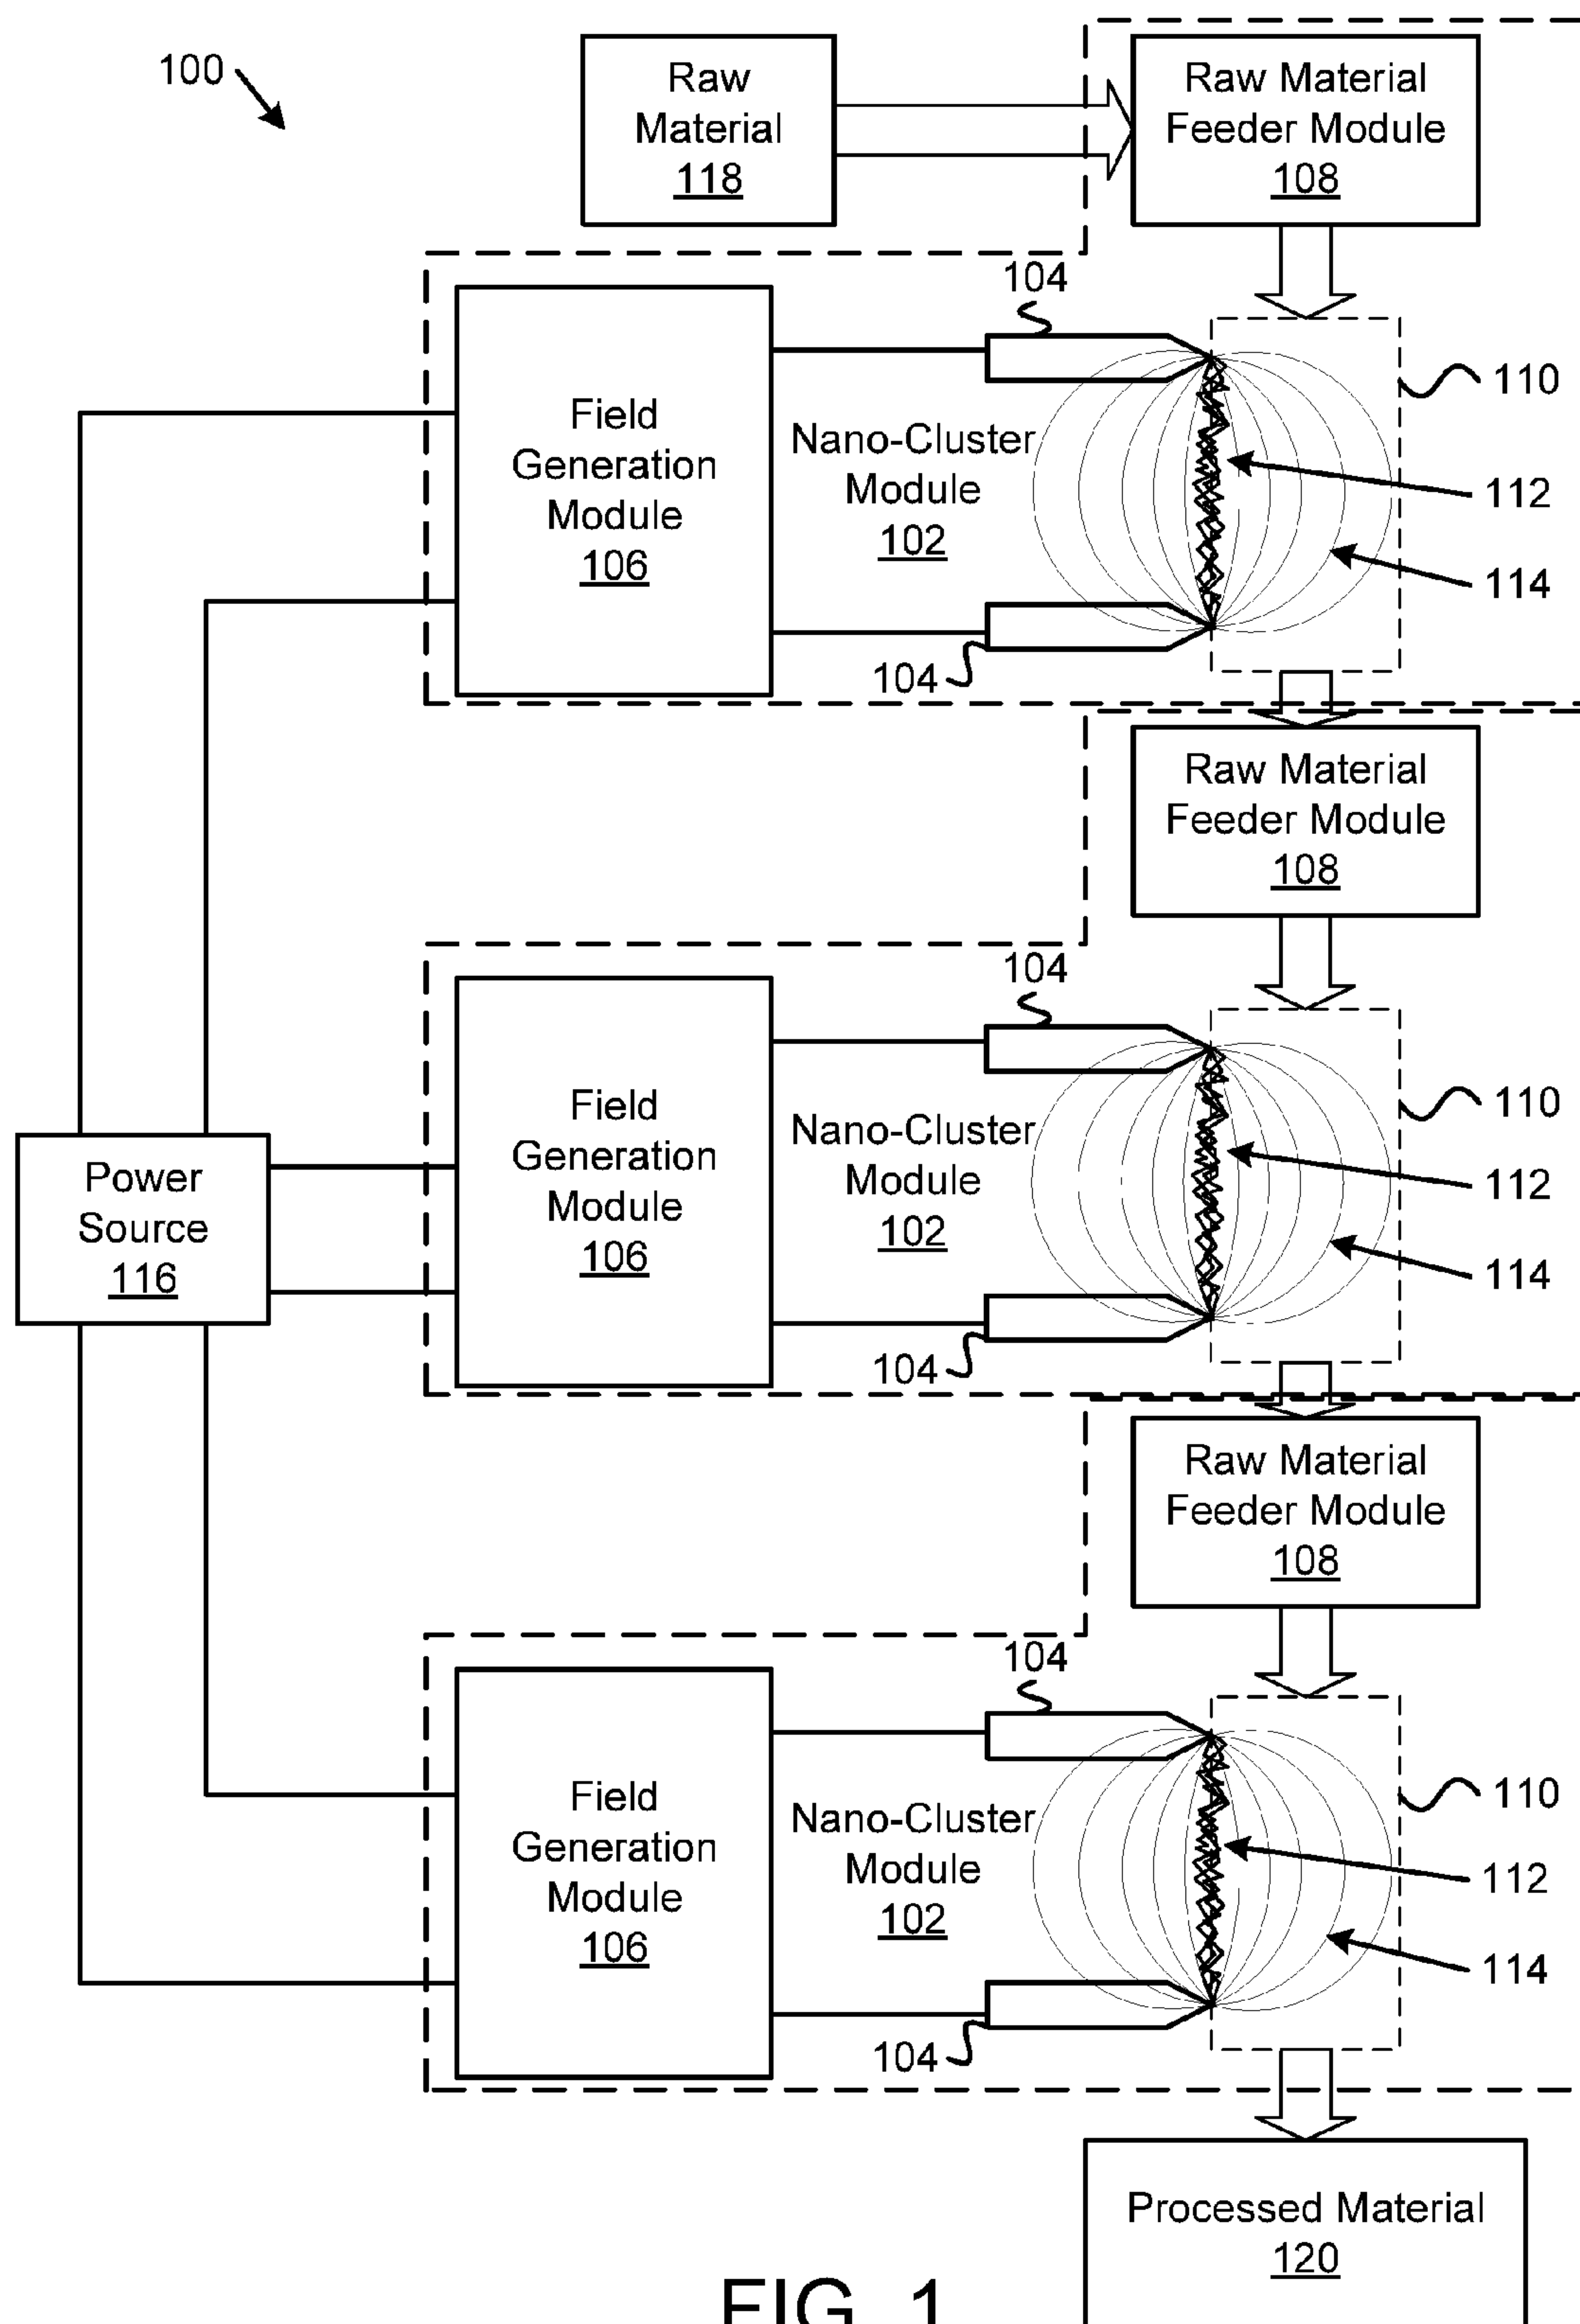 100
Raw
Material
118
Raw Material
Feeder Module
108
104
Field
Generation
Module
106
Nano-Cluster
Module
102
110
112
114
104
Raw Material
Feeder Module
108
104
Power
Source
116
Field
Generation
Module
106
Nano-Cluster
Module
102
110
112
114
104
Raw Material
Feeder Module
108
104
Field
Generation
Module
106
Nano-Cluster
Module
102
110
112
114
104
Processed Material
120
FIG. 1